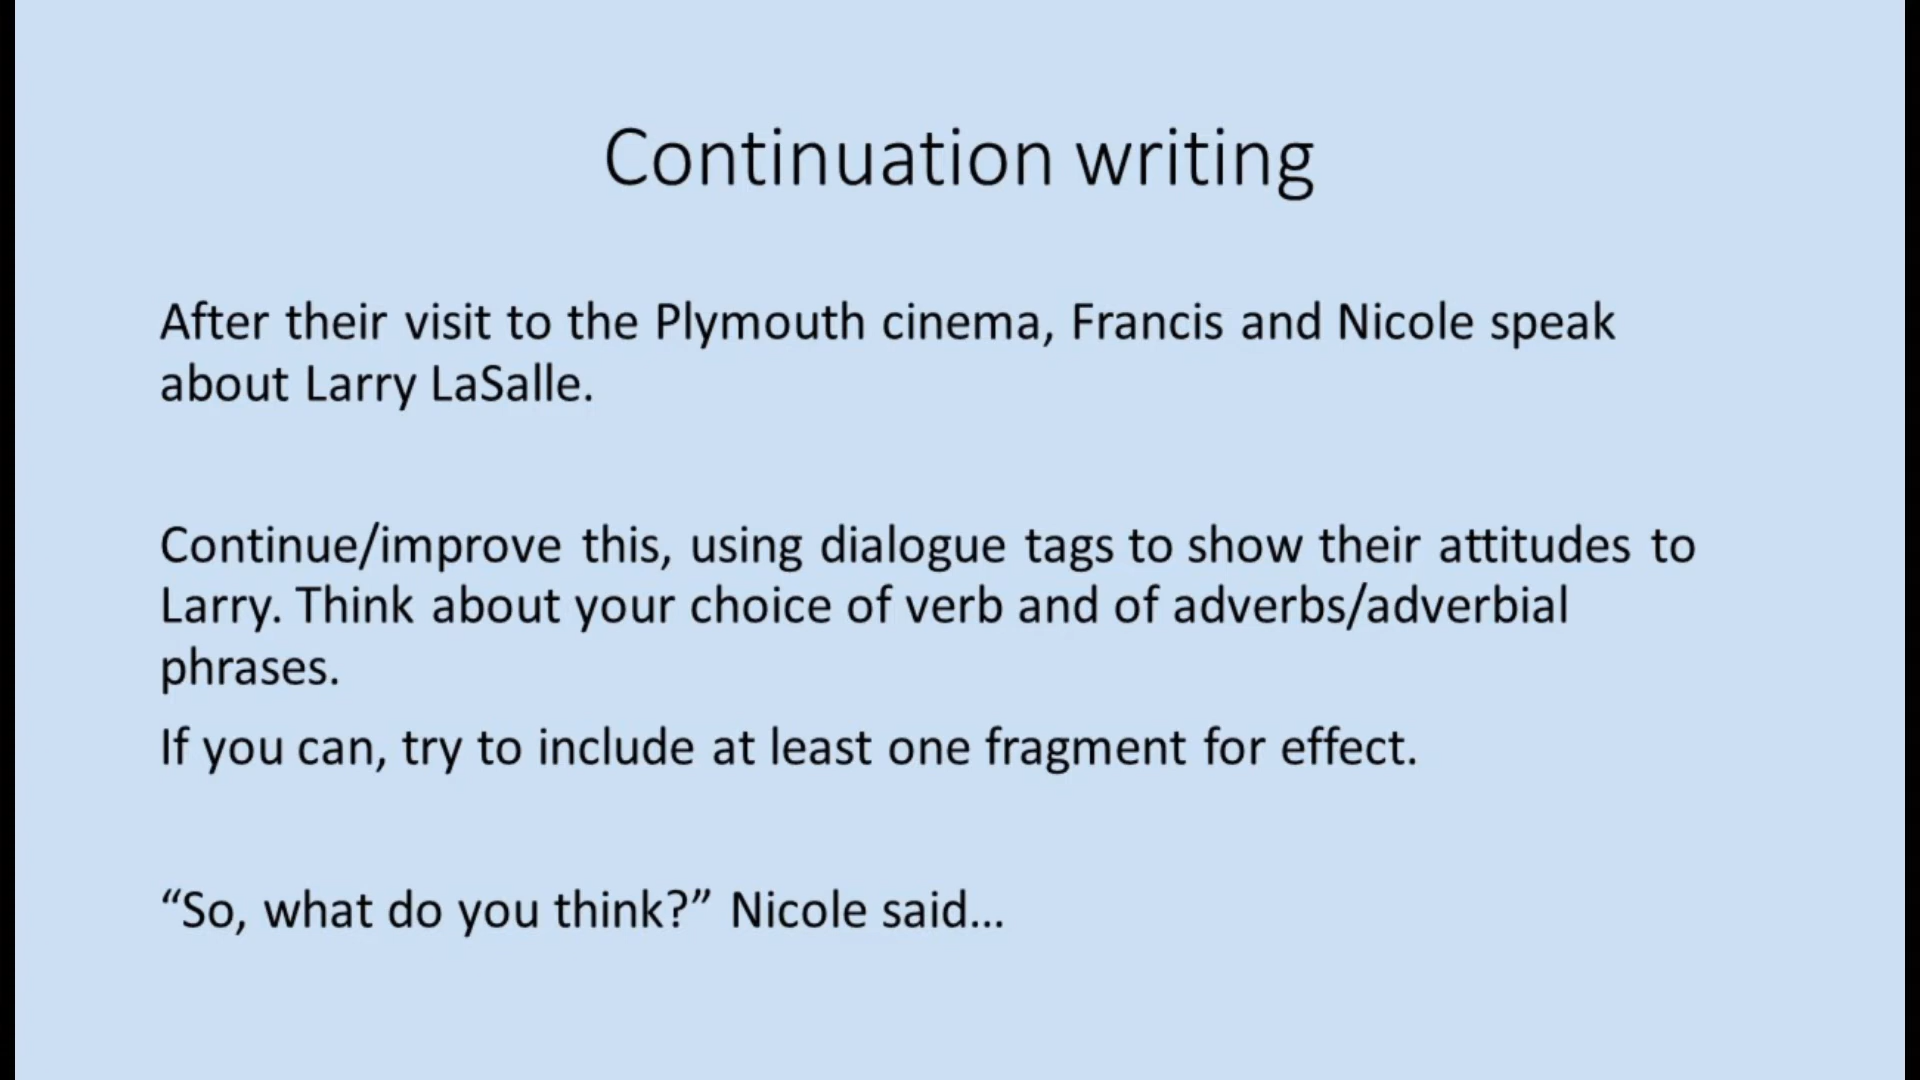 Continuation writing
After their visit to the Plymouth cinema, Francis and Nicole speak
about Larry LaSalle.
Continue/improve this, using dialogue tags to show their attitudes to
Larry. Think about your choice of verb and of adverbs/adverbial
phrases.
If you can, try to include at least one fragment for effect.
“So, what do you think?” Nicole said…